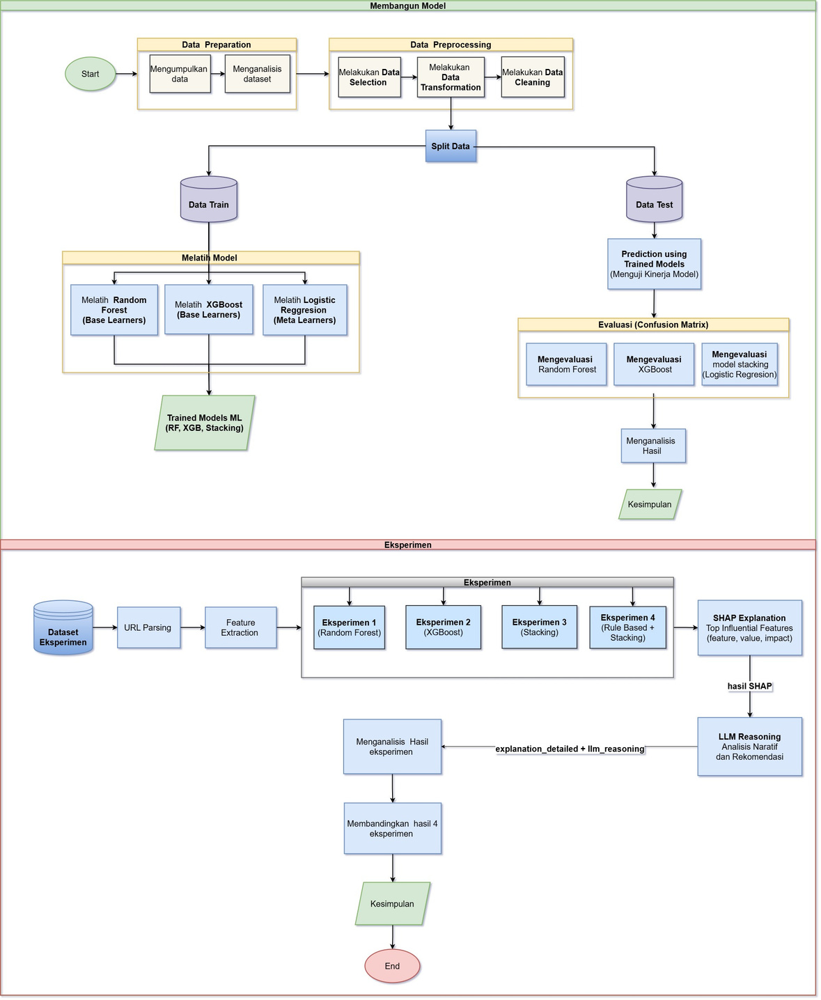 Membangun Model
Data Preparation
Data Preprocessing
Start
Mengumpulkan
data
Menganalisis
dataset
Melakukan Data
Selection
Melakukan
Data
Transformation
Melakukan Data
Cleaning
Split Data
Data Train
Data Test
Melatih Model
Melatih Random
Forest
(Base Learners)
Melatih XGBoost
(Base Learners)
Melatih Logistic
Reggresion
(Meta Learners)
Trained Models ML
(RF, XGB, Stacking)
Prediction using
Trained Models
(Menguji Kinerja Model)
Evaluasi (Confusion Matrix)
Mengevaluasi
Random Forest
Mengevaluasi
XGBoost
Mengevaluasi
model stacking
(Logistic Regresion)
Menganalisis
Hasil
Kesimpulan
Eksperimen
Dataset
Eksperimen
URL Parsing
Feature
Extraction
Eksperimen
Eksperimen 1
(Random Forest)
Eksperimen 2
(XGBoost)
Eksperimen 3
(Stacking)
Eksperimen 4
(Rule Based +
Stacking)
SHAP Explanation
Top Influential Features
(feature, value, impact)
hasil SHAP
LLM Reasoning
Analisis Naratif
dan Rekomendasi
explanation_detailed + llm_reasoning
Menganalisis Hasil
eksperimen
Membandingkan hasil 4
eksperimen
Kesimpulan
End